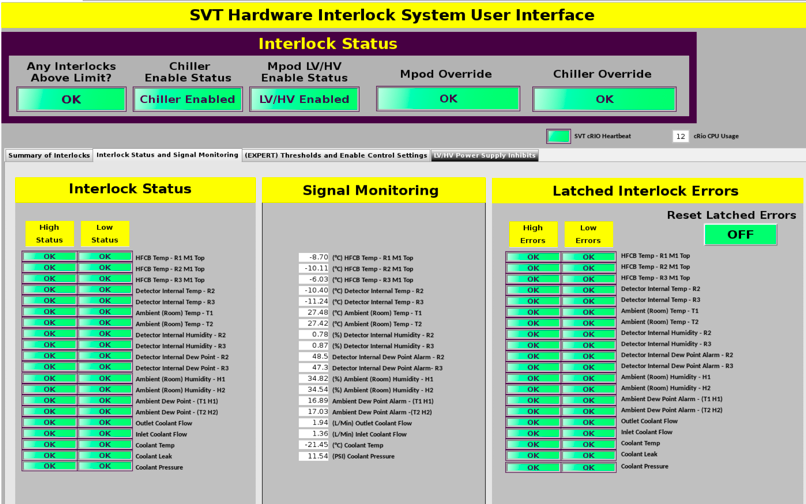 SVT Hardware Interlock System User Interface
Interlock Status
Any Interlocks
Above Limit?
OK
Chiller
Enable Status
Chiller Enabled
Mpod LV/HV
Enable Status
LV/HV Enabled
Mpod Override
OK
Chiller Override
OK
SVT cRIO Heartbeat
12 cRio CPU Usage
Summary of Interlocks Interlock Status and Signal Monitoring (EXPERT) Thresholds and Enable Control Settings LV/HV Power Supply Inhibits
Interlock Status
High
Status
Low
Status
OK OK HFCB Temp - R1 M1 Top
OK OK HFCB Temp - R2 M1 Top
OK OK HFCB Temp - R3 M1 Top
OK OK Detector Internal Temp - R2
OK OK Detector Internal Temp - R3
OK OK Ambient (Room) Temp - T1
OK OK Ambient (Room) Temp - T2
OK OK Detector Internal Humidity - R2
OK OK Detector Internal Humidity - R3
OK OK Detector Internal Dew Point - R2
OK OK Detector Internal Dew Point - R3
OK OK Ambient (Room) Humidity - H1
OK OK Ambient (Room) Humidity - H2
OK OK Ambient Dew Point - (T1 H1)
OK OK Ambient Dew Point - (T2 H2)
OK OK Outlet Coolant Flow
OK OK Inlet Coolant Flow
OK OK Coolant Temp
OK OK Coolant Leak
OK OK Coolant Pressure
Signal Monitoring
-8.70 (°C) HFCB Temp - R1 M1 Top
-10.11 (°C) HFCB Temp - R2 M1 Top
-6.03 (°C) HFCB Temp - R3 M1 Top
-10.40 (°C) Detector Internal Temp - R2
-11.24 (°C) Detector Internal Temp - R3
27.48 (°C) Ambient (Room) Temp - T1
27.42 (°C) Ambient (Room) Temp - T2
0.78 (%) Detector Internal Humidity - R2
0.87 (%) Detector Internal Humidity - R3
48.5 Detector Internal Dew Point Alarm - R2
47.3 Detector Internal Dew Point Alarm- R3
34.82 (%) Ambient (Room) Humidity - H1
34.54 (%) Ambient (Room) Humidity - H2
16.89 Ambient Dew Point Alarm - (T1 H1)
17.03 Ambient Dew Point Alarm -(T2 H2)
1.94 (L/Min) Outlet Coolant Flow
1.36 (L/Min) Inlet Coolant Flow
-21.45 (°C) Coolant Temp
11.54 (PSI) Coolant Pressure
Latched Interlock Errors
Reset Latched Errors
OFF
High
Errors
Low
Errors
OK OK HFCB Temp - R1 M1 Top
OK OK HFCB Temp - R2 M1 Top
OK OK HFCB Temp - R3 M1 Top
OK OK Detector Internal Temp - R2
OK OK Detector Internal Temp - R3
OK OK Ambient (Room) Temp - T1
OK OK Ambient (Room) Temp - T2
OK OK Detector Internal Humidity - R2
OK OK Detector Internal Humidity - R3
OK OK Detector Internal Dew Point Alarm - R2
OK OK Detector Internal Dew Point Alarm - R3
OK OK Ambient (Room) Humidity - H1
OK OK Ambient (Room) Humidity - H2
OK OK Ambient Dew Point Alarm - (T1 H1)
OK OK Ambient Dew Point Alarm -(T2 H2)
OK OK Outlet Coolant Flow
OK OK Inlet Coolant Flow
OK OK Coolant Temp
OK OK Coolant Leak
OK OK Coolant Pressure